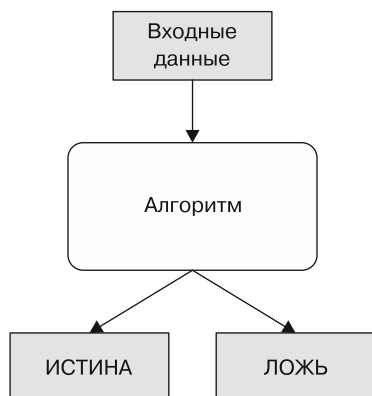 Входные
данные
Алгоритм
ИСТИНА
ЛОЖЬ